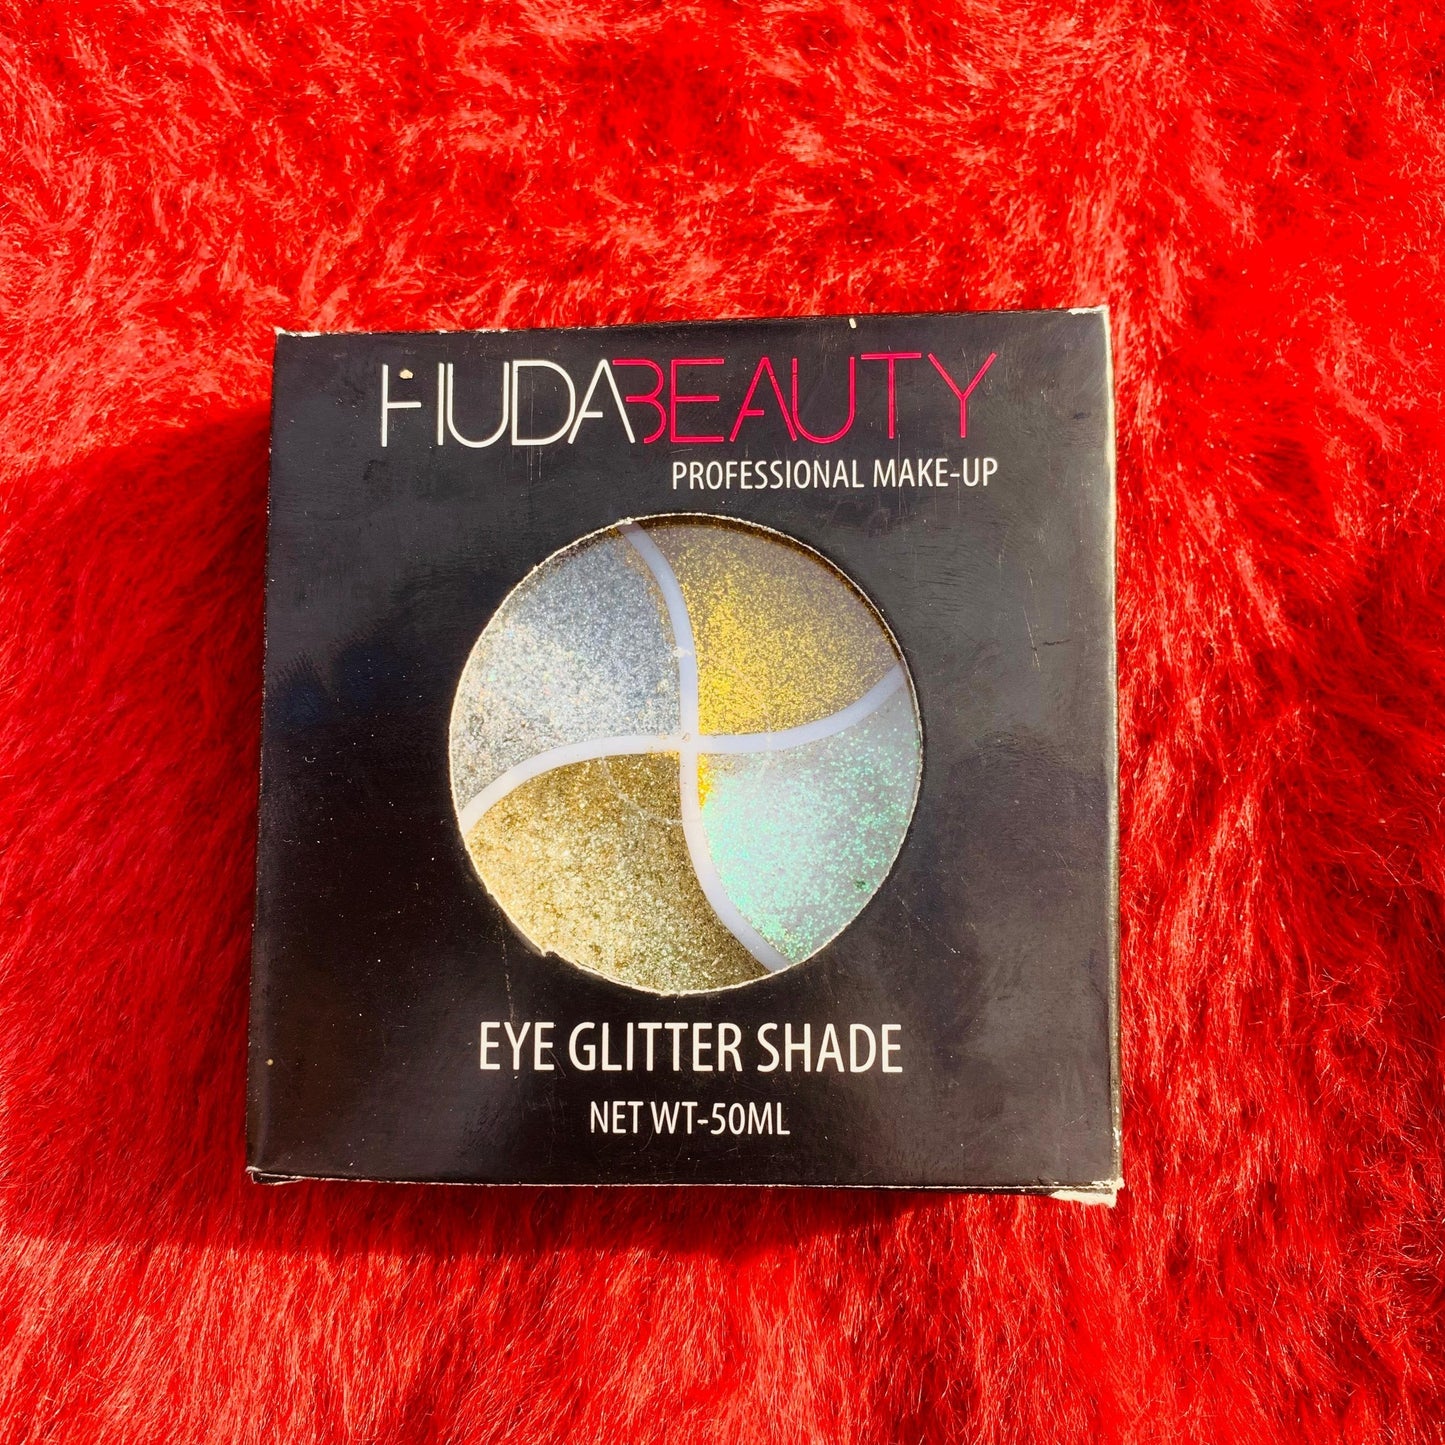 HUDABEAUTY
PROFESSIONAL MAKE-UP
EYE GLITTER SHADE
NET WT-50ML